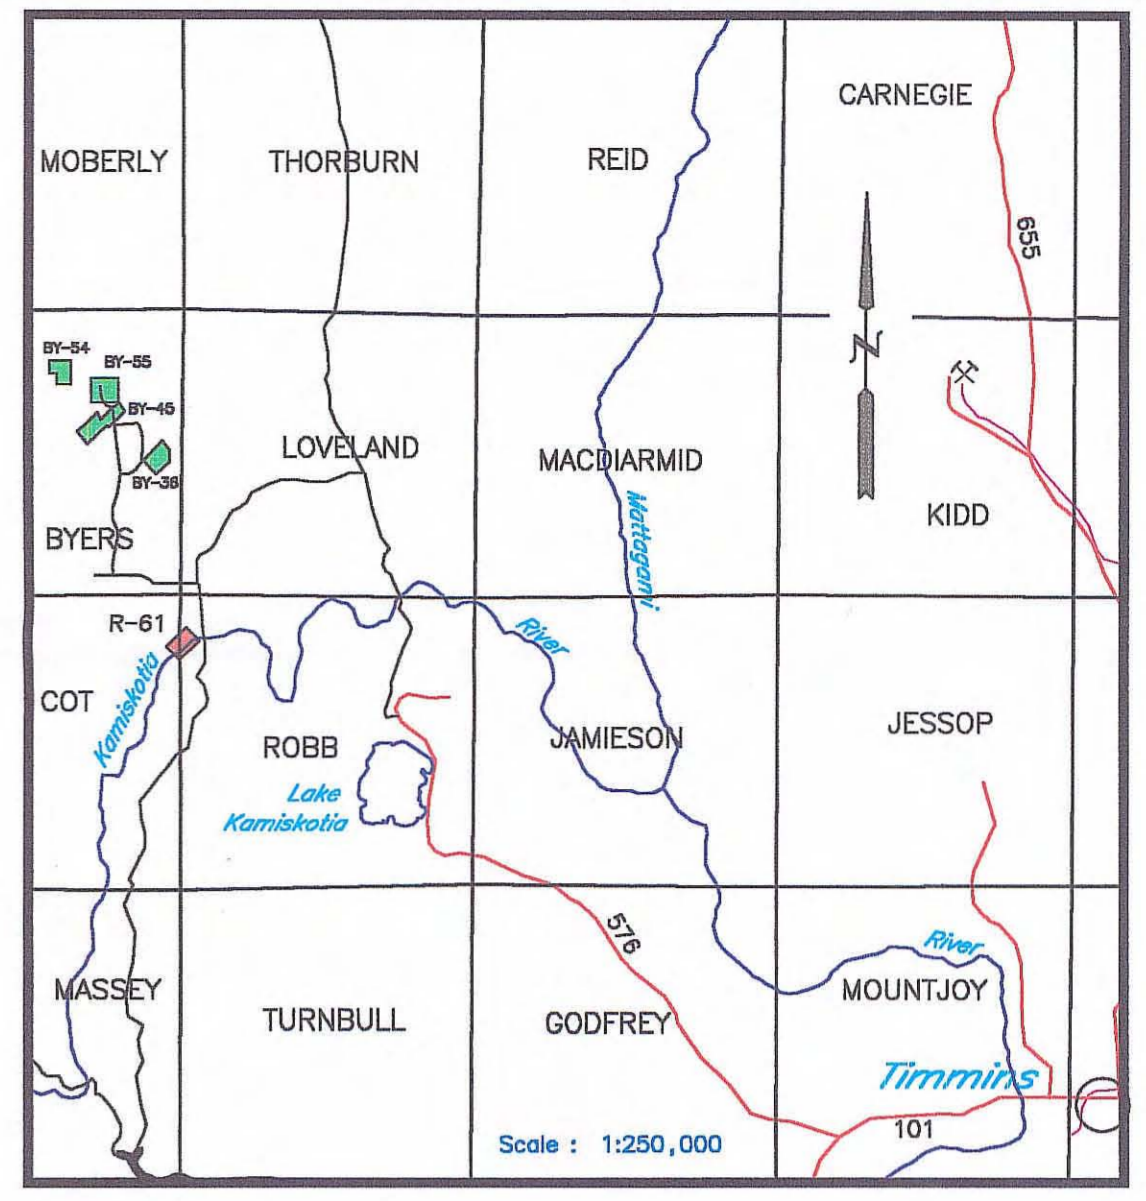 CARNEGIE
MOBERLY
THORBURN
REID
655
N
BY-54
BY-55
BY-45
BY-36
LOVELAND
MACDIARMID
KIDD
BYERS
Mattagami
R-61
River
Kamiskotia
COT
ROBB
JAMIESON
JESSOP
Lake
Kamiskotia
576
River
MASSEY
TURNBULL
GODFREY
MOUNTJOY
Timmins
101
Scale : 1:250,000